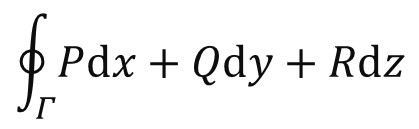 ∮_Γ Pdx + Qdy + Rdz